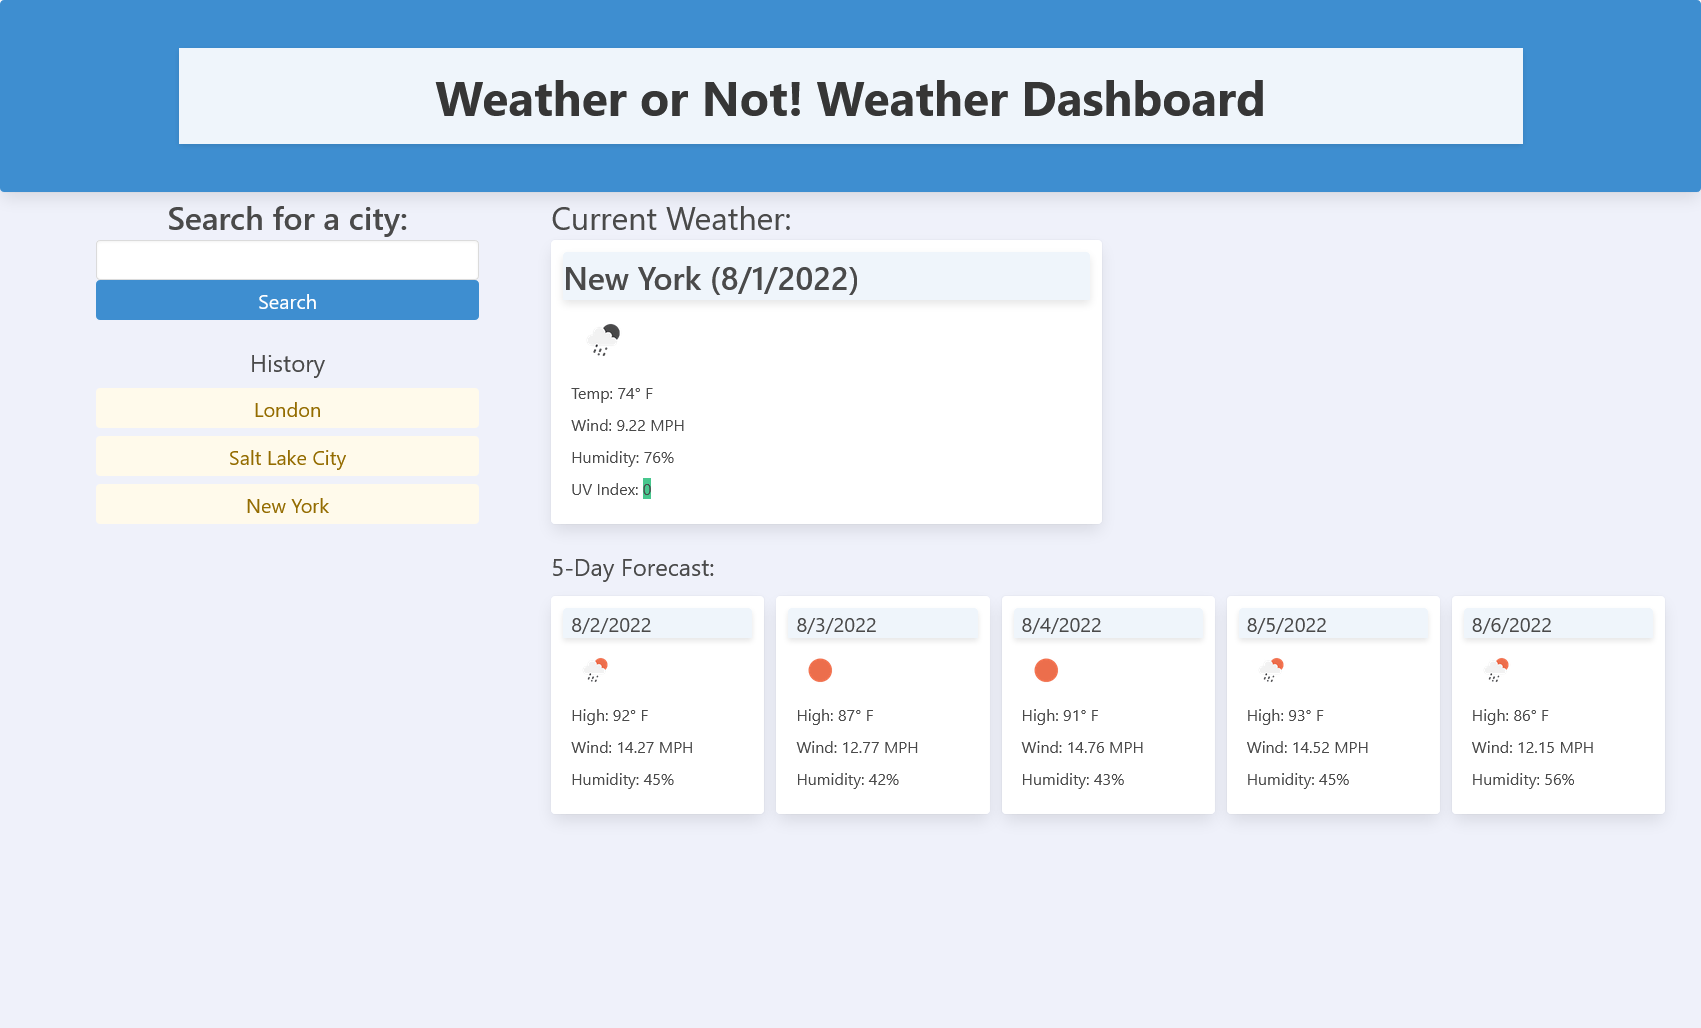 Weather or Not! Weather Dashboard
Search for a city:
Search
History
London
Salt Lake City
New York
Current Weather:
New York (8/1/2022)
Temp: 74° F
Wind: 9.22 MPH
Humidity: 76%
UV Index: 0
5-Day Forecast:
8/2/2022
High: 92° F
Wind: 14.27 MPH
Humidity: 45%
8/3/2022
High: 87° F
Wind: 12.77 MPH
Humidity: 42%
8/4/2022
High: 91° F
Wind: 14.76 MPH
Humidity: 43%
8/5/2022
High: 93° F
Wind: 14.52 MPH
Humidity: 45%
8/6/2022
High: 86° F
Wind: 12.15 MPH
Humidity: 56%